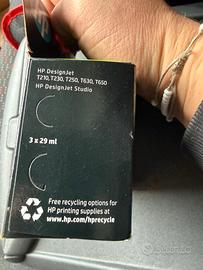 HP DesignJet
T210, T230, T250, T630, T650
HP DesignJet Studio
3 x 29 ml
Free recycling options for
HP printing supplies at
www.hp.com/hprecycle